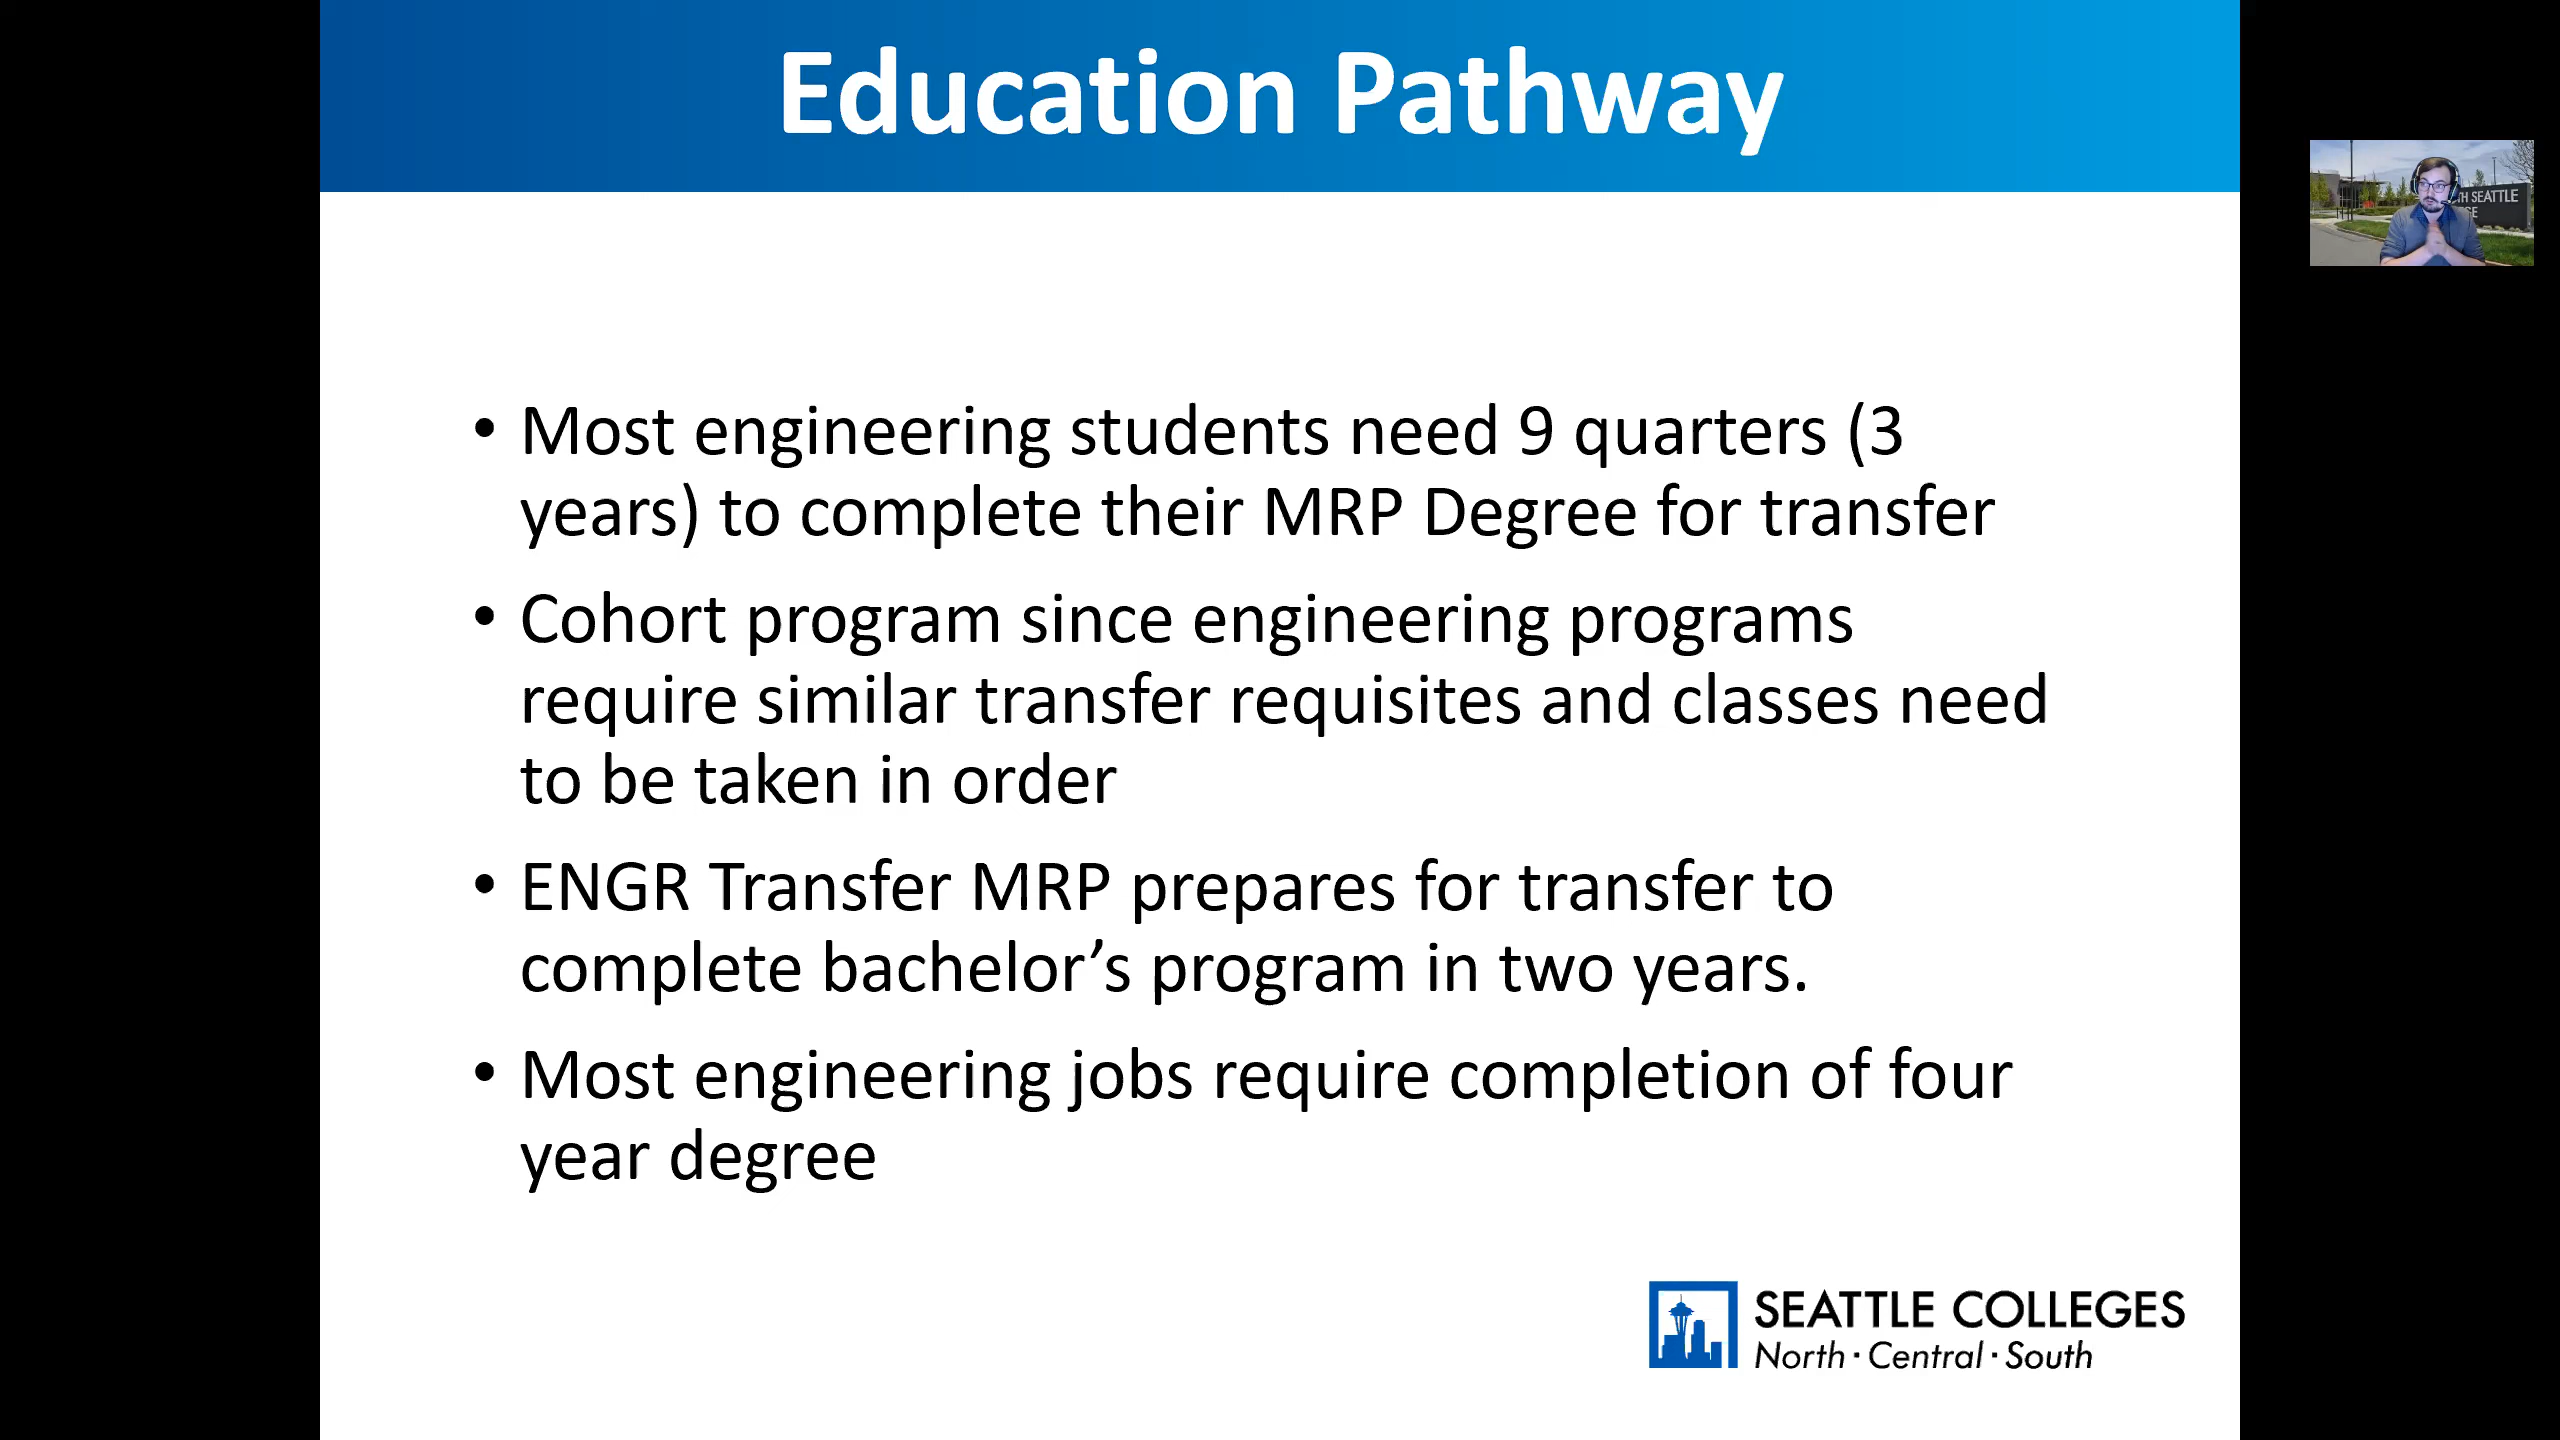 Education Pathway
• Most engineering students need 9 quarters (3
years) to complete their MRP Degree for transfer
• Cohort program since engineering programs
require similar transfer requisites and classes need
to be taken in order
• ENGR Transfer MRP prepares for transfer to
complete bachelor’s program in two years.
• Most engineering jobs require completion of four
year degree
SEATTLE COLLEGES
North · Central · South
SEATTLE